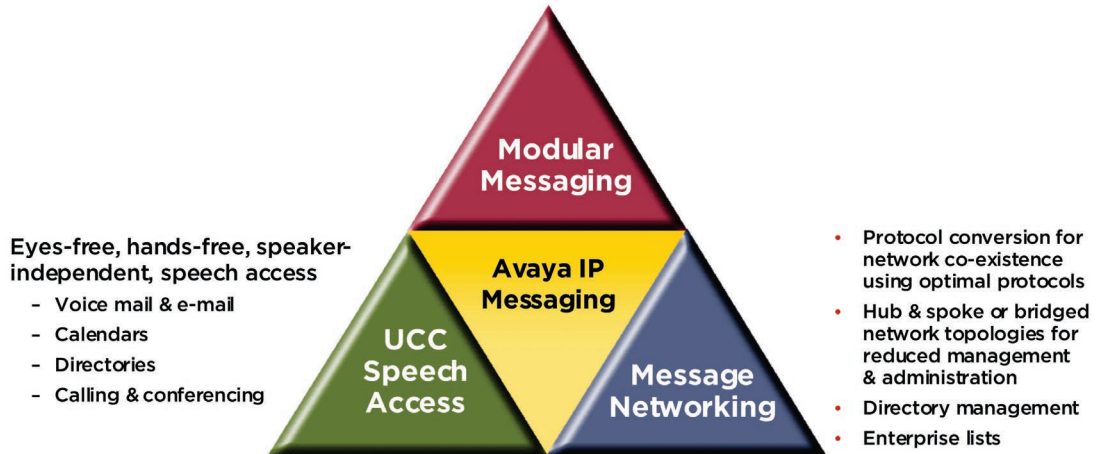 Modular
Messaging
Eyes-free, hands-free, speaker-
independent, speech access
- Voice mail & e-mail
- Calendars
- Directories
- Calling & conferencing
Avaya IP
Messaging
UCC
Speech
Access
Message
Networking
• Protocol conversion for
network co-existence
using optimal protocols
• Hub & spoke or bridged
network topologies for
reduced management
& administration
• Directory management
• Enterprise lists